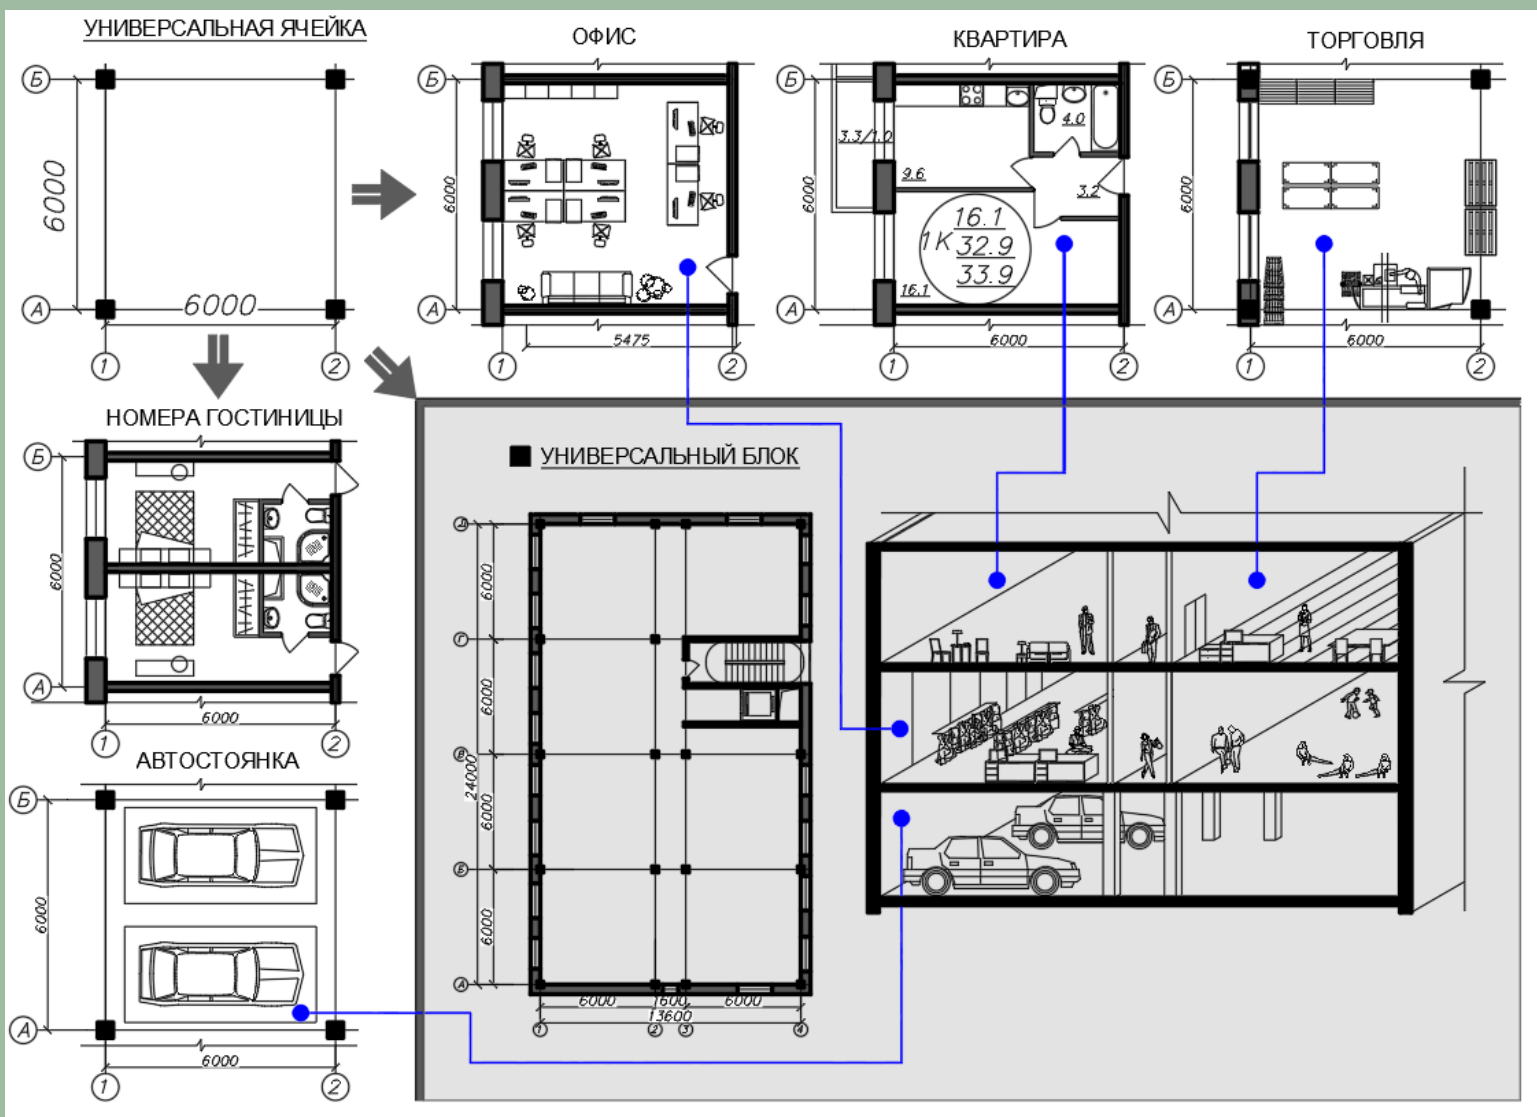 УНИВЕРСАЛЬНАЯ ЯЧЕЙКА
Б
А
6000
6000
1
2
ОФИС
Б
А
6000
5475
1
2
КВАРТИРА
Б
А
6000
3.3/1.0
9.6
4.0
3.2
1К
16.1
32.9
33.9
16.1
6000
1
2
ТОРГОВЛЯ
Б
А
6000
6000
1
2
НОМЕРА ГОСТИНИЦЫ
Б
А
6000
6000
1
2
АВТОСТОЯНКА
Б
А
6000
6000
1
2
УНИВЕРСАЛЬНЫЙ БЛОК
Д
Г
В
Б
А
6000
6000
6000
6000
24000
6000
1600
6000
13600
1
2
3
4